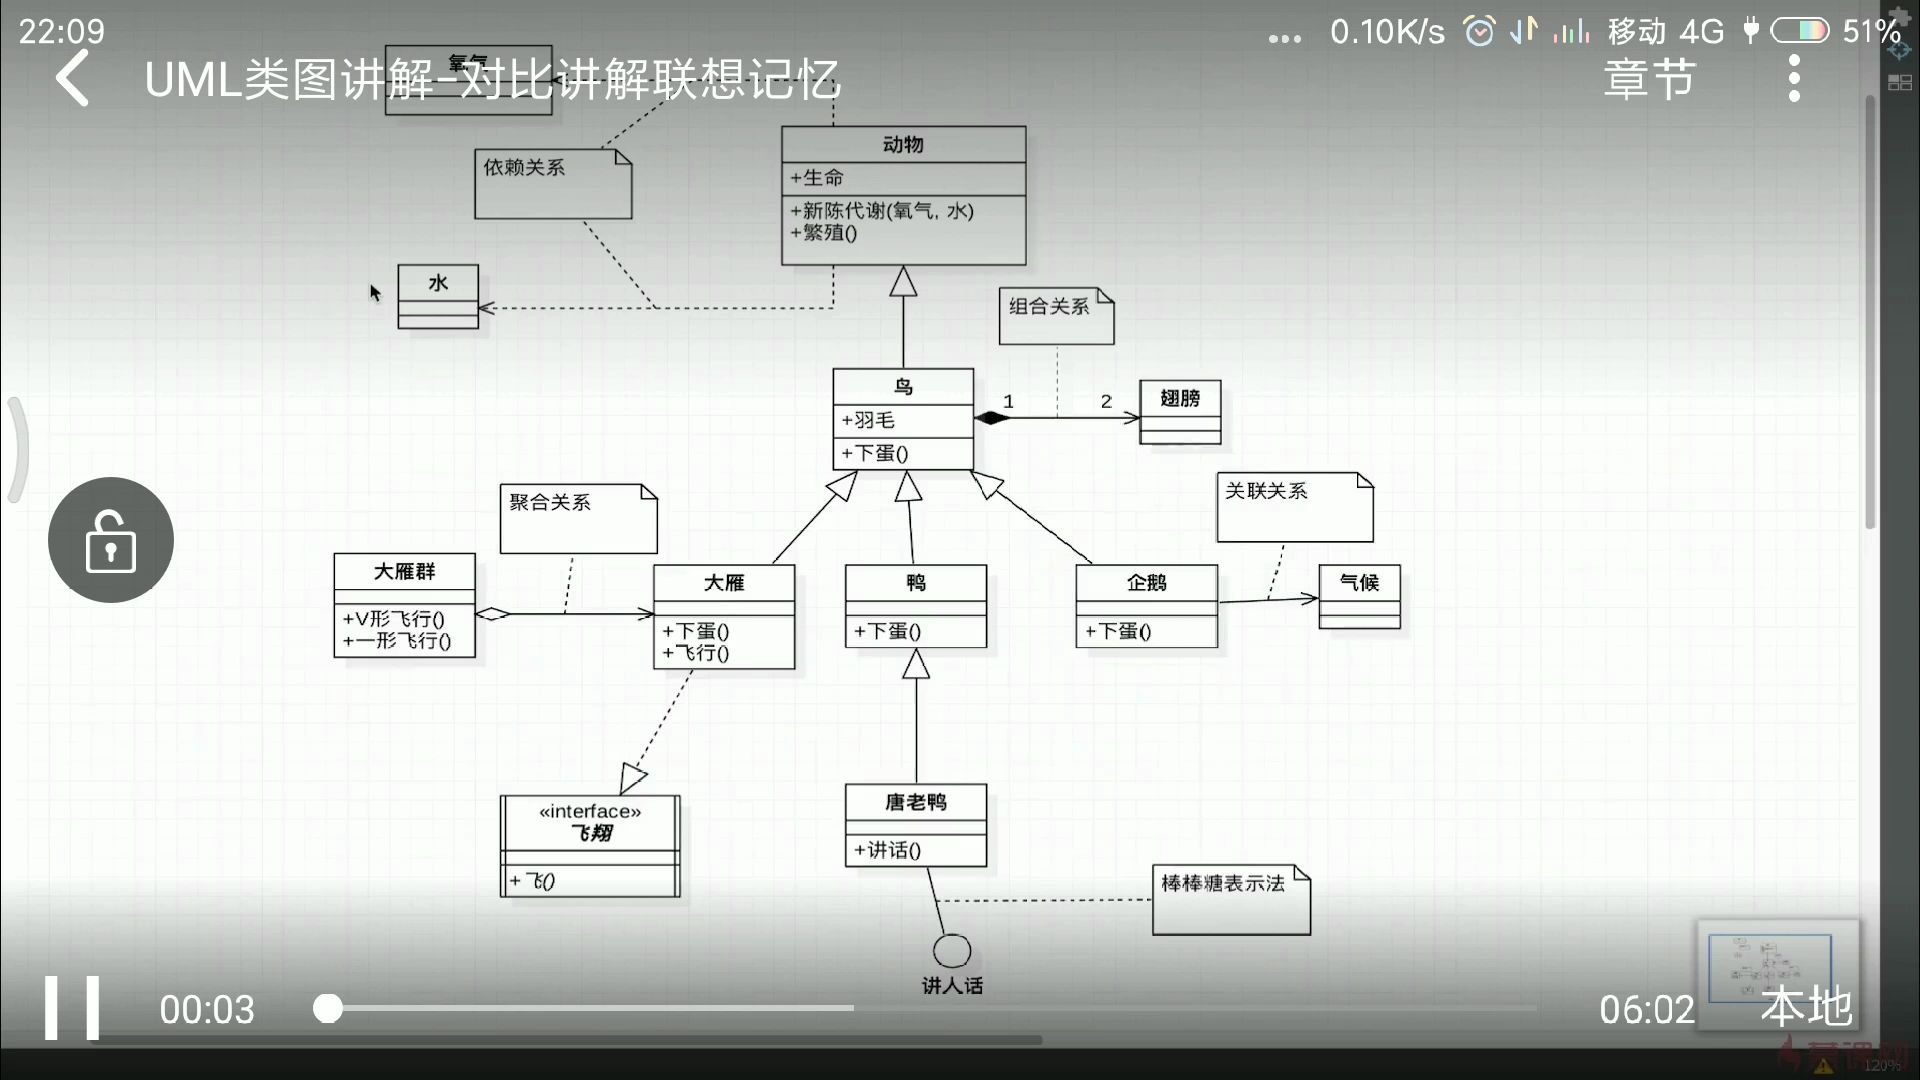 22:09
... 0.10K/s 移动 4G 51%
UML类图讲解-对比讲解联想记忆
章节
氧气
依赖关系
动物
+生命
+新陈代谢(氧气, 水)
+繁殖()
水
组合关系
鸟
+羽毛
+下蛋()
1
2
翅膀
聚合关系
关联关系
大雁群
+V形飞行()
+一形飞行()
大雁
+下蛋()
+飞行()
鸭
+下蛋()
企鹅
+下蛋()
气候
«interface»
飞翔
+飞()
唐老鸭
+讲话()
棒棒糖表示法
讲人话
00:03
06:02
本地
慕课网
120%